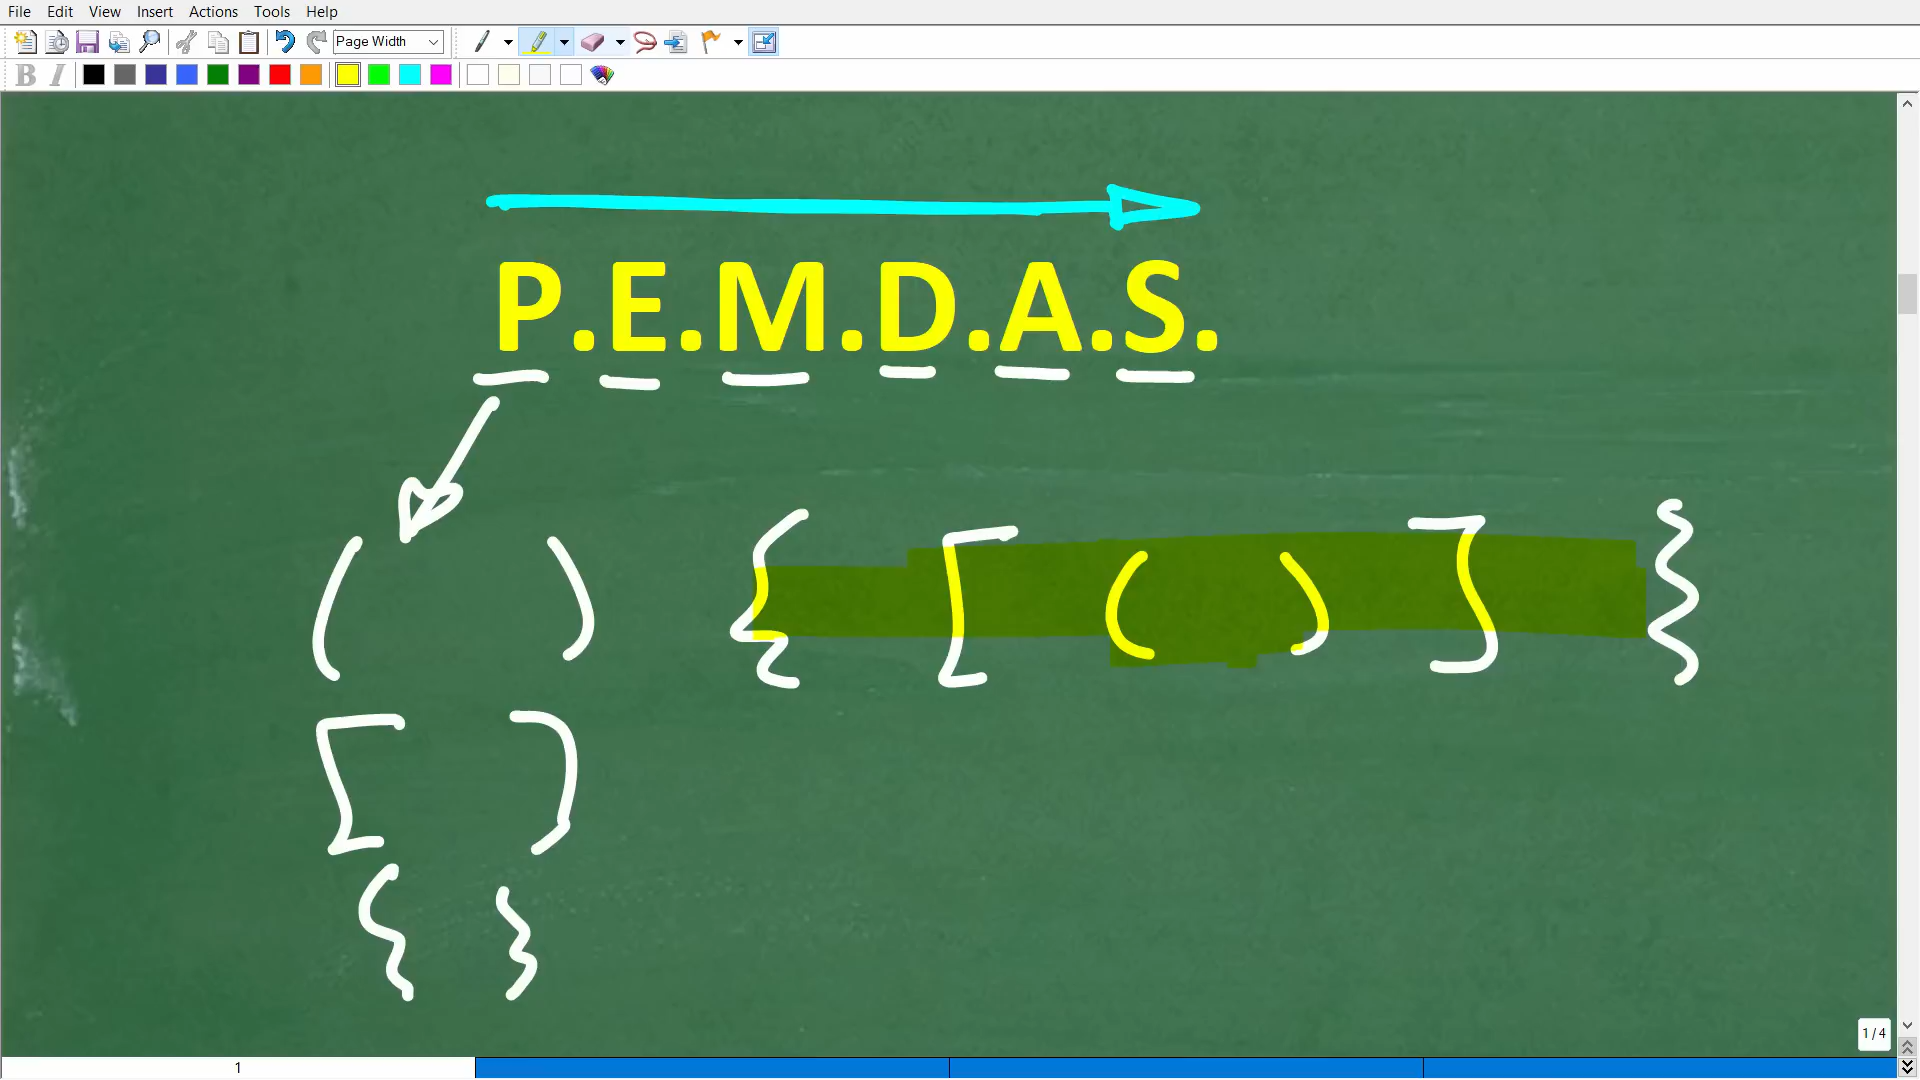 File Edit View Insert Actions Tools Help
Page Width
B I
P.E.M.D.A.S.
( ) { [ ( ) ] }
[ ]
{ }
1 / 4
1